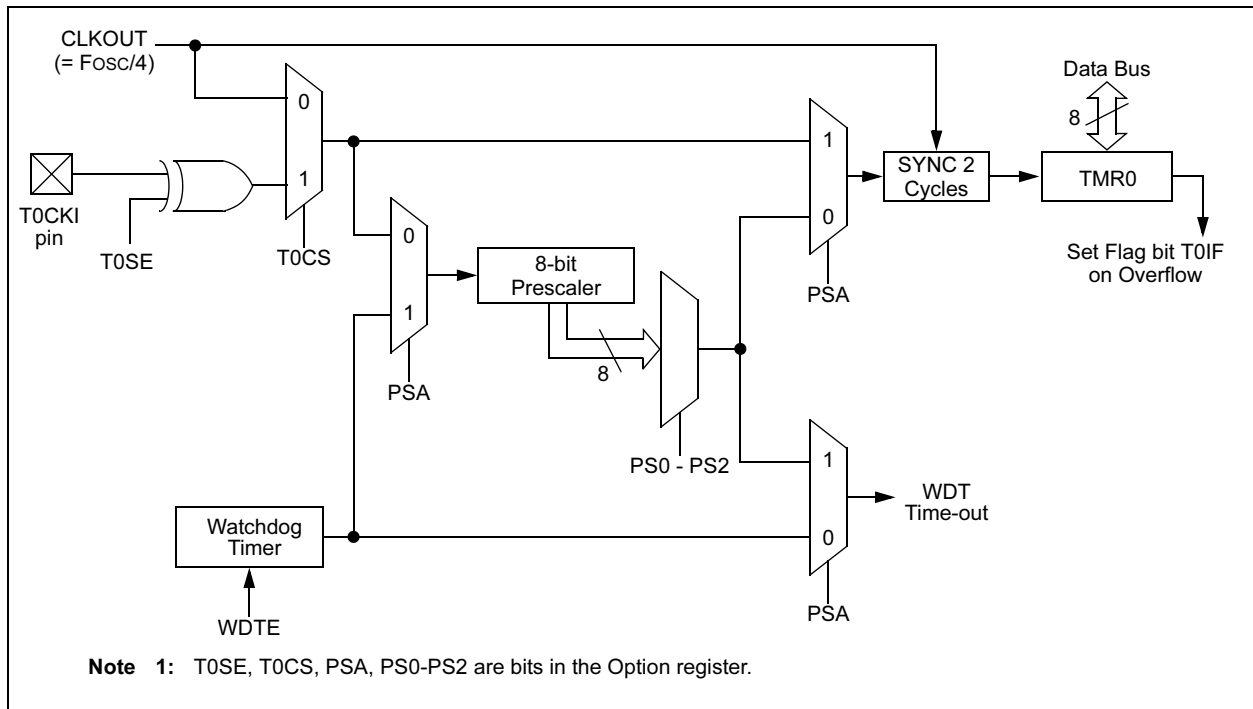 CLKOUT
(= FOSC/4)
0
1
T0CKI
pin
T0SE
T0CS
0
1
PSA
8-bit
Prescaler
8
PS0 - PS2
1
0
PSA
SYNC 2
Cycles
Data Bus
8
TMR0
Set Flag bit T0IF
on Overflow
Watchdog
Timer
WDTE
1
0
PSA
WDT
Time-out
Note 1: T0SE, T0CS, PSA, PS0-PS2 are bits in the Option register.